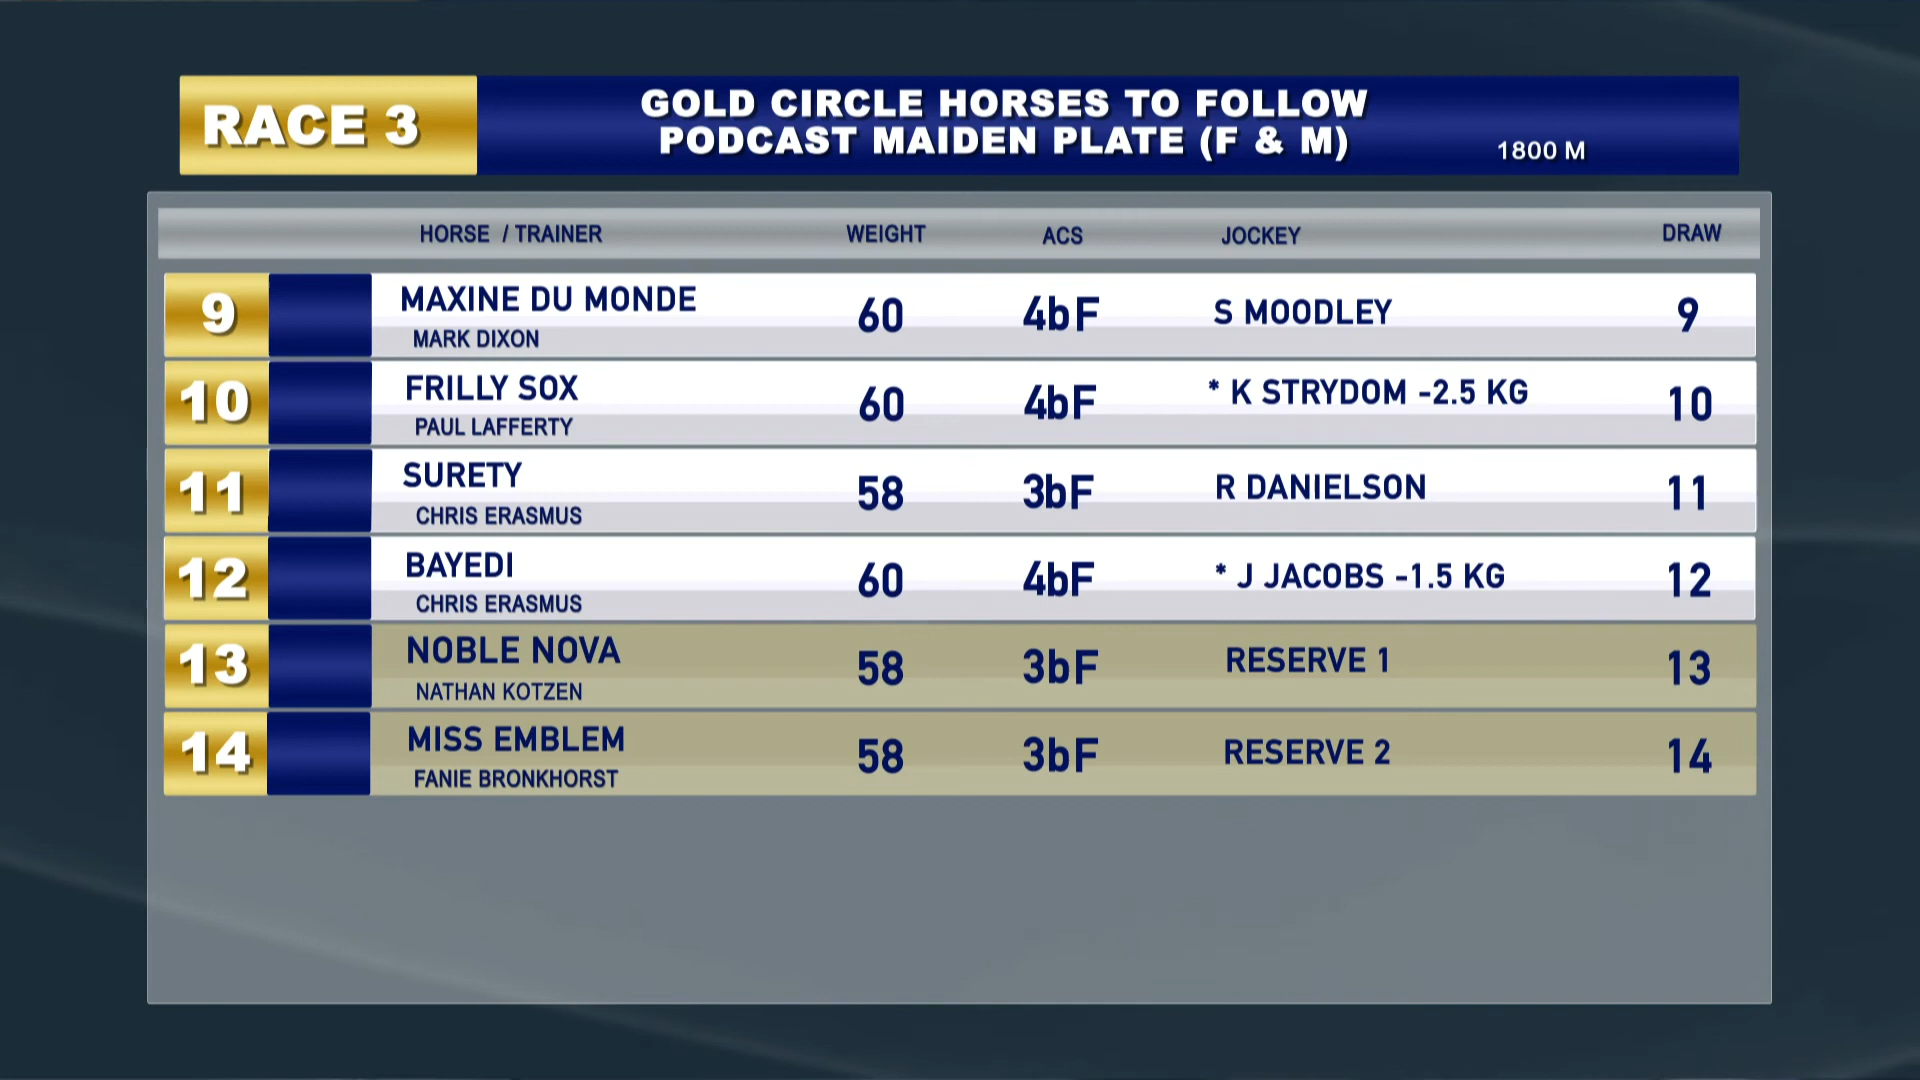 RACE 3
GOLD CIRCLE HORSES TO FOLLOW
PODCAST MAIDEN PLATE (F & M)
1800 M
HORSE / TRAINER WEIGHT ACS JOCKEY DRAW
9 MAXINE DU MONDE 60 4bF S MOODLEY 9
MARK DIXON
10 FRILLY SOX 60 4bF * K STRYDOM -2.5 KG 10
PAUL LAFFERTY
11 SURETY 58 3bF R DANIELSON 11
CHRIS ERASMUS
12 BAYEDI 60 4bF * J JACOBS -1.5 KG 12
CHRIS ERASMUS
13 NOBLE NOVA 58 3bF RESERVE 1 13
NATHAN KOTZEN
14 MISS EMBLEM 58 3bF RESERVE 2 14
FANIE BRONKHORST